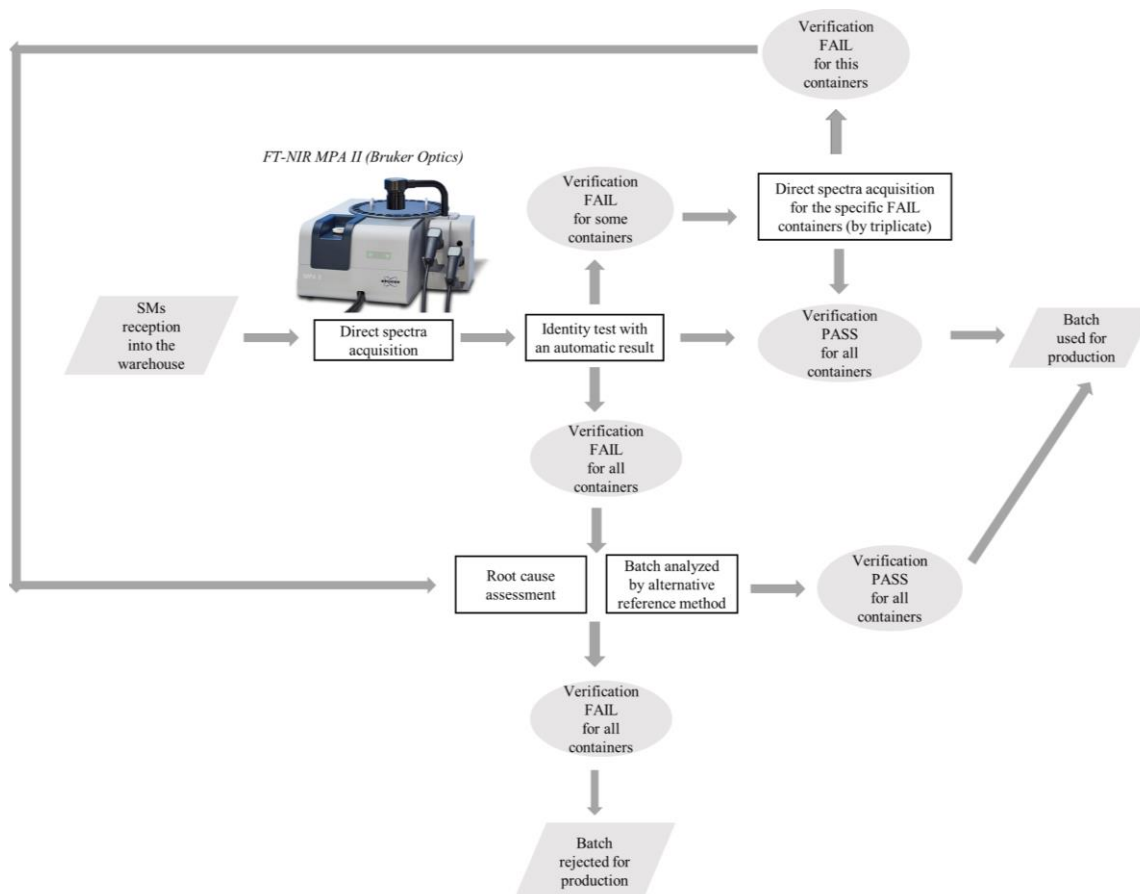 Verification
FAIL
for this
containers
FT-NIR MPA II (Bruker Optics)
Verification
FAIL
for some
containers
Direct spectra acquisition
for the specific FAIL
containers (by triplicate)
SMs
reception
into the
warehouse
Direct spectra
acquisition
Identity test with
an automatic result
Verification
PASS
for all
containers
Batch
used for
production
Verification
FAIL
for all
containers
Root cause
assessment
Batch analyzed
by alternative
reference method
Verification
PASS
for all
containers
Verification
FAIL
for all
containers
Batch
rejected for
production